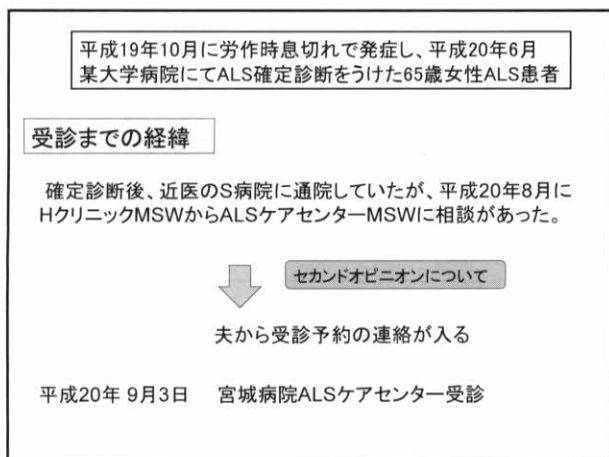 平成19年10月に労作時息切れで発症し、平成20年6月
某大学病院にてALS確定診断をうけた65歳女性ALS患者
受診までの経緯
確定診断後、近医のS病院に通院していたが、平成20年8月に
HクリニックMSWからALSケアセンターMSWに相談があった。
セカンドオピニオンについて
夫から受診予約の連絡が入る
平成20年 9月3日 宮城病院ALSケアセンター受診